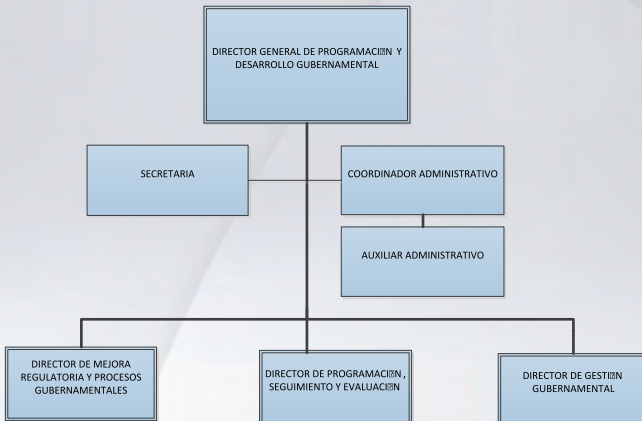 DIRECTOR GENERAL DE PROGRAMACI⍰N Y
DESARROLLO GUBERNAMENTAL
SECRETARIA
COORDINADOR ADMINISTRATIVO
AUXILIAR ADMINISTRATIVO
DIRECTOR DE MEJORA
REGULATORIA Y PROCESOS
GUBERNAMENTALES
DIRECTOR DE PROGRAMACI⍰N ,
SEGUIMIENTO Y EVALUACI⍰N
DIRECTOR DE GESTI⍰N
GUBERNAMENTAL